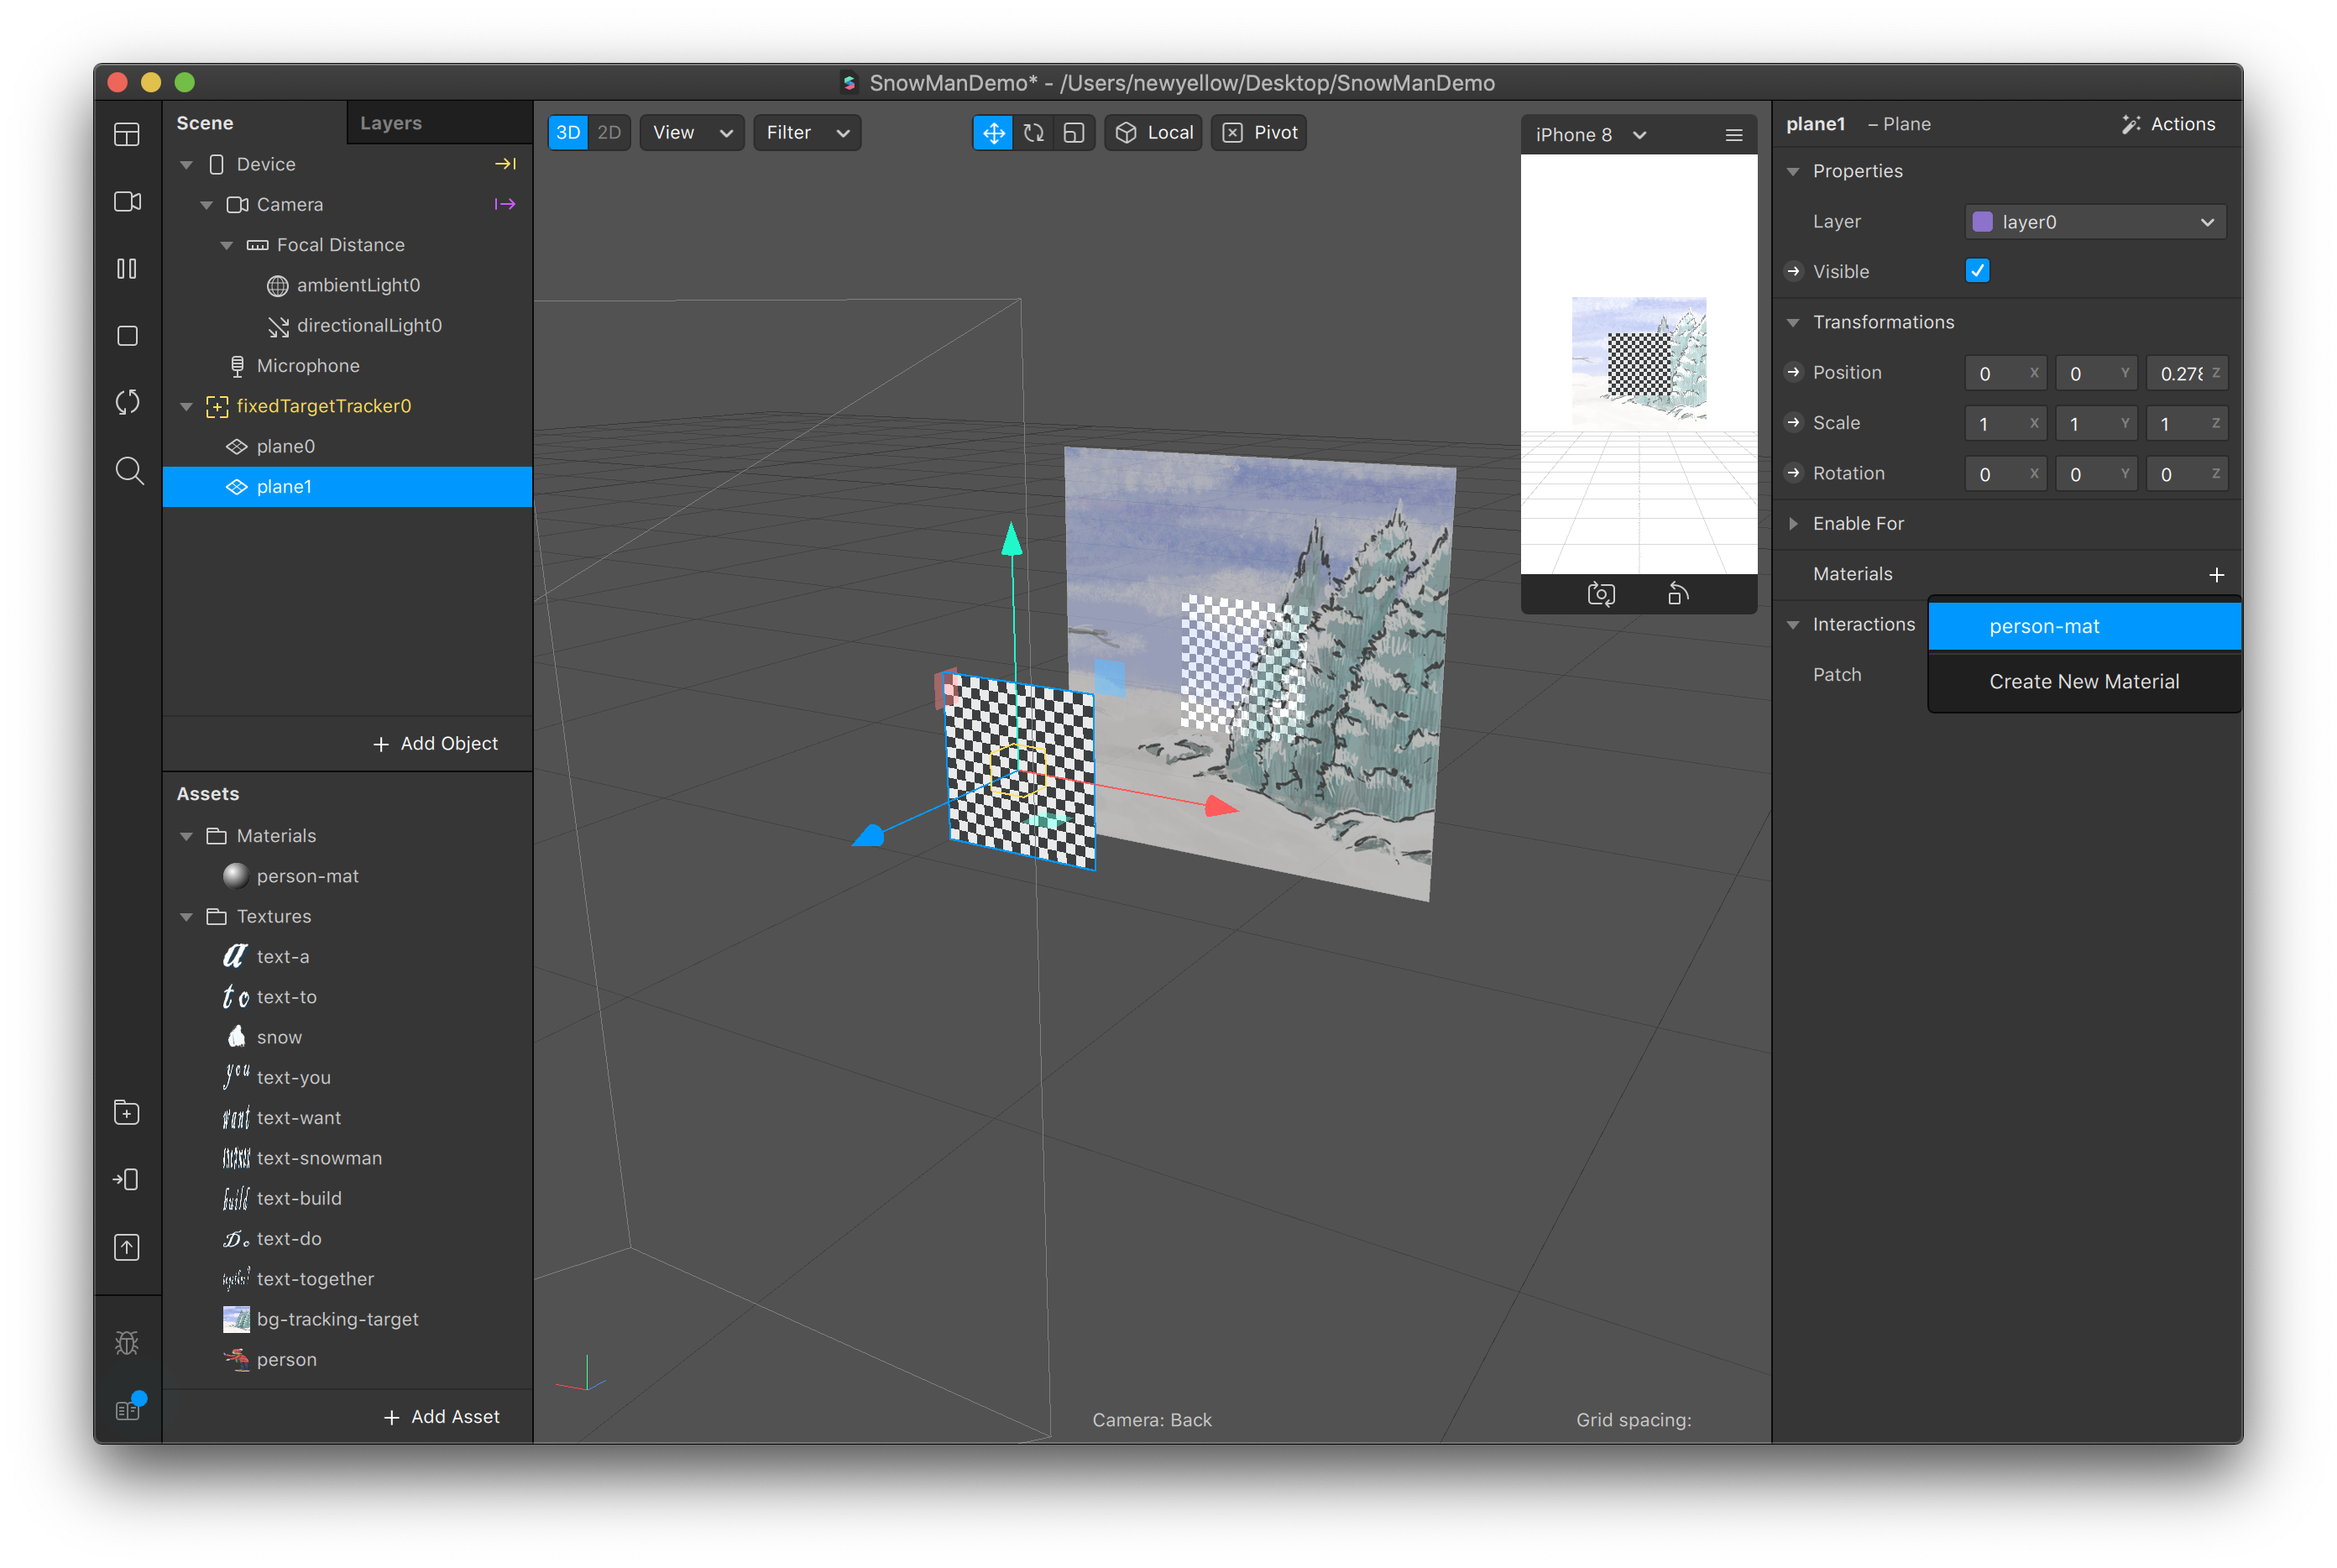 SnowManDemo* - /Users/newyellow/Desktop/SnowManDemo
Scene
Layers
Device
Camera
Focal Distance
ambientLight0
directionalLight0
Microphone
fixedTargetTracker0
plane0
plane1
+ Add Object
Assets
Materials
person-mat
Textures
text-a
text-to
snow
text-you
text-want
text-snowman
text-build
text-do
text-together
bg-tracking-target
person
+ Add Asset
3D 2D View Filter Local Pivot
iPhone 8
Camera: Back
Grid spacing:
plane1 – Plane Actions
Properties
Layer layer0
Visible
Transformations
Position 0 X 0 Y 0.278 Z
Scale 1 X 1 Y 1 Z
Rotation 0 X 0 Y 0 Z
Enable For
Materials +
Interactions
person-mat
Patch
Create New Material